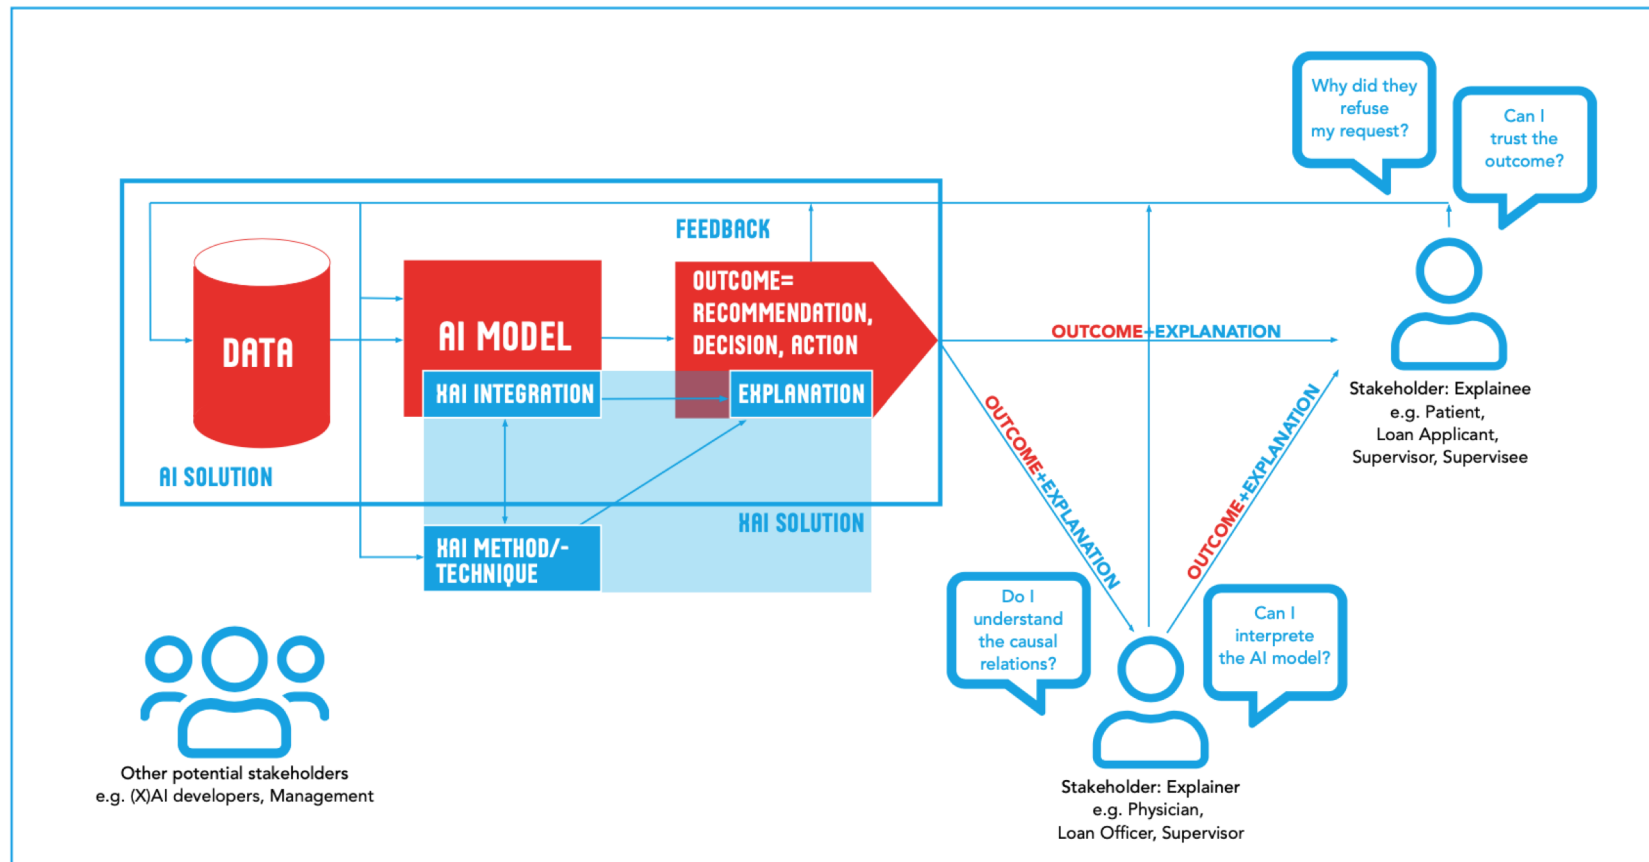 Why did they
refuse
my request?
Can I
trust the
outcome?
FEEDBACK
DATA
AI MODEL
OUTCOME=
RECOMMENDATION,
DECISION, ACTION
XAI INTEGRATION
EXPLANATION
AI SOLUTION
XAI SOLUTION
XAI METHOD/-
TECHNIQUE
OUTCOME+EXPLANATION
OUTCOME+EXPLANATION
OUTCOME+EXPLANATION
Stakeholder: Explainee
e.g. Patient,
Loan Applicant,
Supervisor, Supervisee
Do I
understand
the causal
relations?
Can I
interprete
the AI model?
Other potential stakeholders
e.g. (X)AI developers, Management
Stakeholder: Explainer
e.g. Physician,
Loan Officer, Supervisor